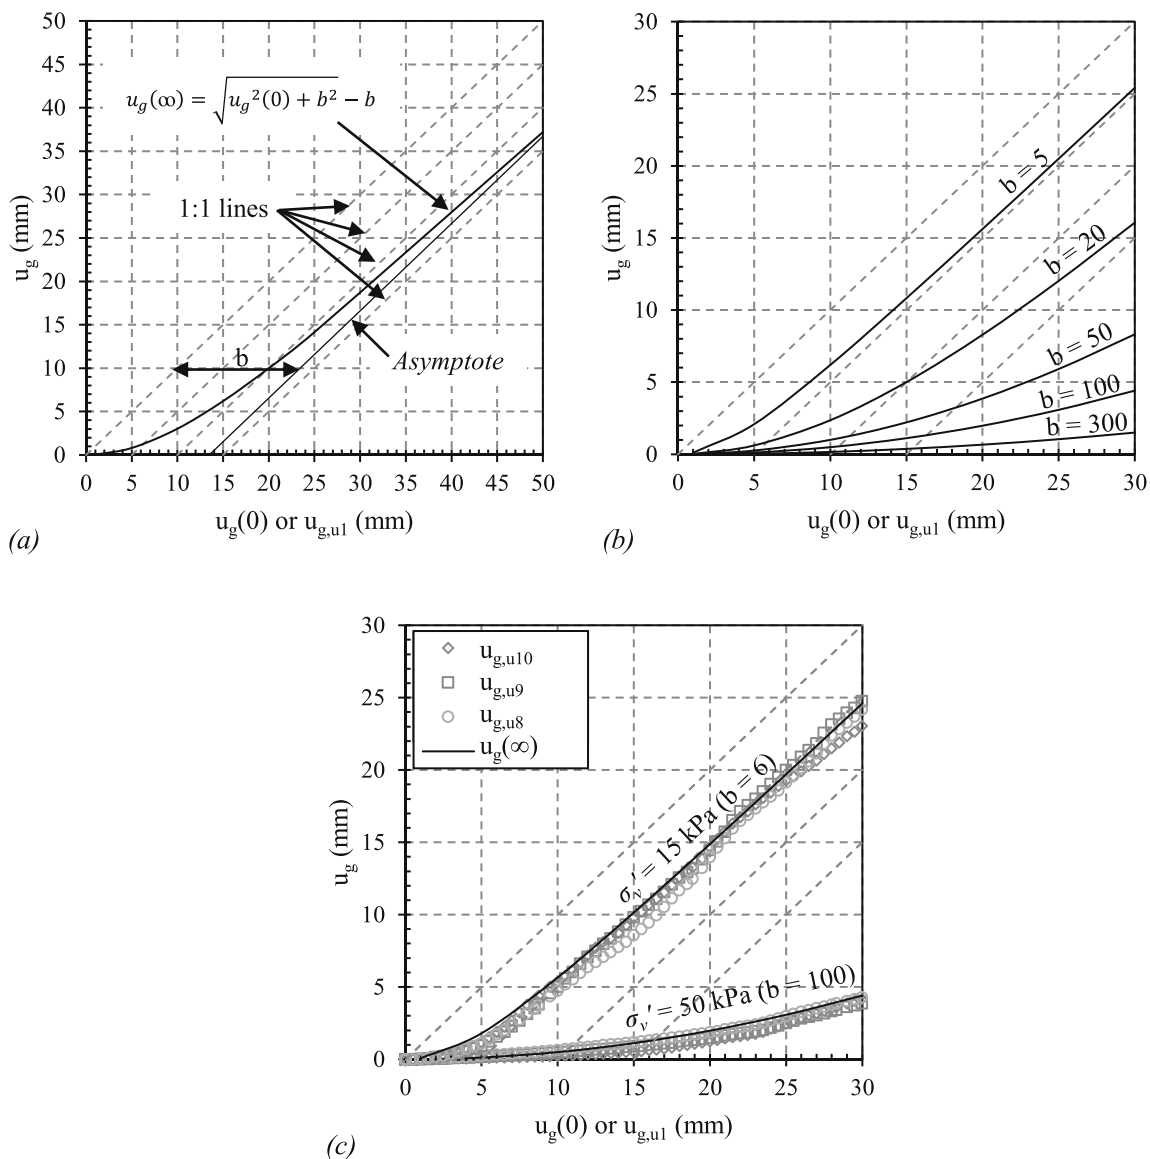 50
45
40
35
30
25
20
15
10
5
0
u_g (mm)
u_g(∞) = √(u_g²(0) + b²) − b
1:1 lines
b
Asymptote
0 5 10 15 20 25 30 35 40 45 50
u_g(0) or u_g,u1 (mm)
(a)
30
25
20
15
10
5
0
u_g (mm)
b = 5
b = 20
b = 50
b = 100
b = 300
0 5 10 15 20 25 30
u_g(0) or u_g,u1 (mm)
(b)
30
25
20
15
10
5
0
u_g (mm)
u_g,u10
u_g,u9
u_g,u8
u_g(∞)
σ_v' = 15 kPa (b = 6)
σ_v' = 50 kPa (b = 100)
0 5 10 15 20 25 30
u_g(0) or u_g,u1 (mm)
(c)